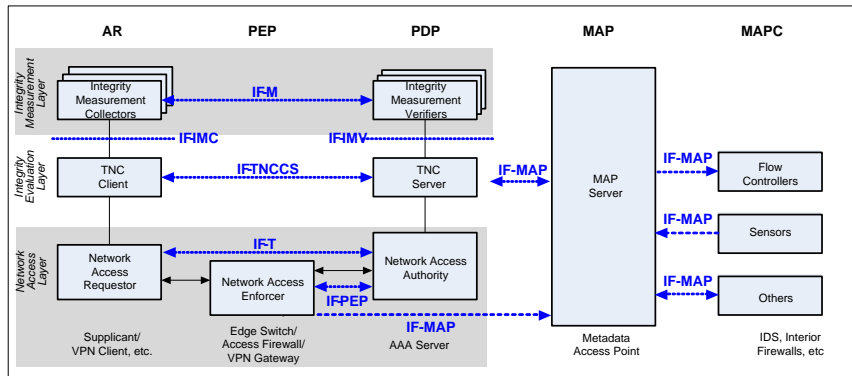 AR
PEP
PDP
MAP
MAPC
Integrity
Measurement
Layer
Integrity
Measurement
Collectors
IF-M
Integrity
Measurement
Verifiers
IF-IMC
IF-IMV
Integrity
Evaluation
Layer
TNC
Client
IF-TNCCS
TNC
Server
IF-MAP
MAP
Server
IF-MAP
Flow
Controllers
IF-MAP
Sensors
IF-MAP
Others
Network
Access
Layer
Network
Access
Requestor
IF-T
Network Access
Enforcer
IF-PEP
Network Access
Authority
IF-MAP
Supplicant/
VPN Client, etc.
Edge Switch/
Access Firewall/
VPN Gateway
AAA Server
Metadata
Access Point
IDS, Interior
Firewalls, etc